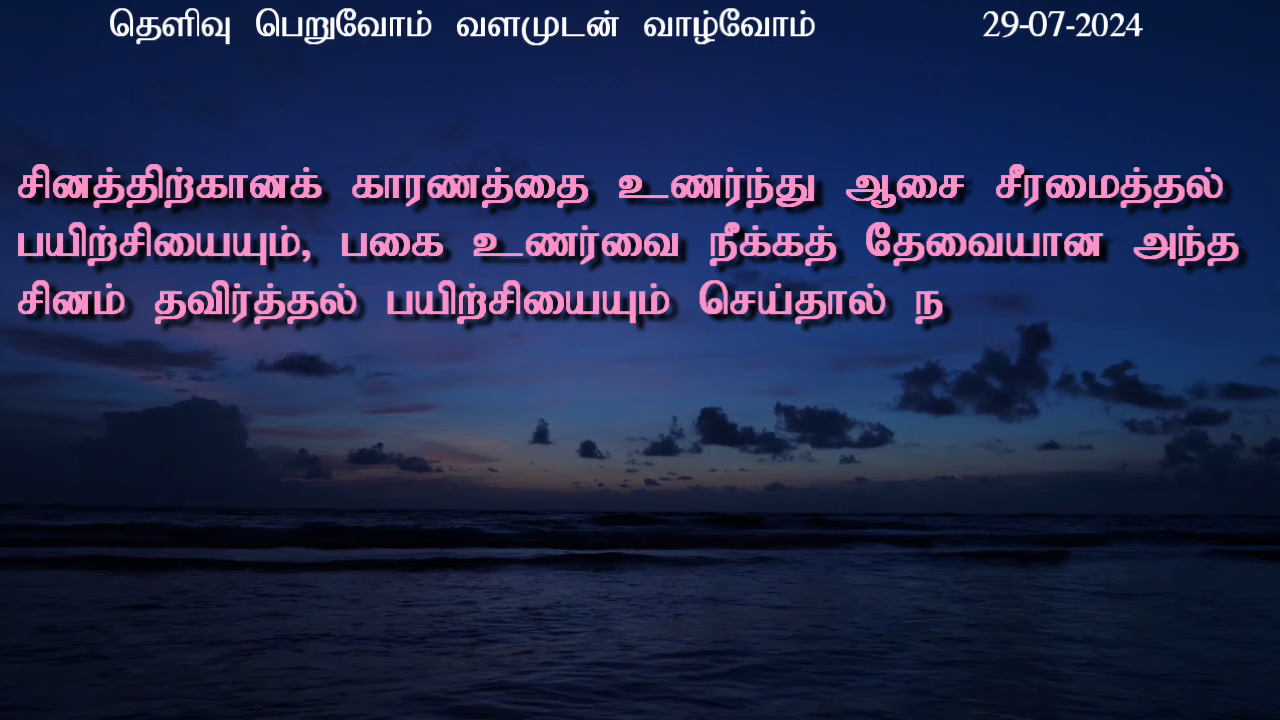 தெளிவு பெறுவோம் வளமுடன் வாழ்வோம் 29-07-2024
சினத்திற்கானக் காரணத்தை உணர்ந்து ஆசை சீரமைத்தல்
பயிற்சியையும், பகை உணர்வை நீக்கத் தேவையான அந்த
சினம் தவிர்த்தல் பயிற்சியையும் செய்தால் ந